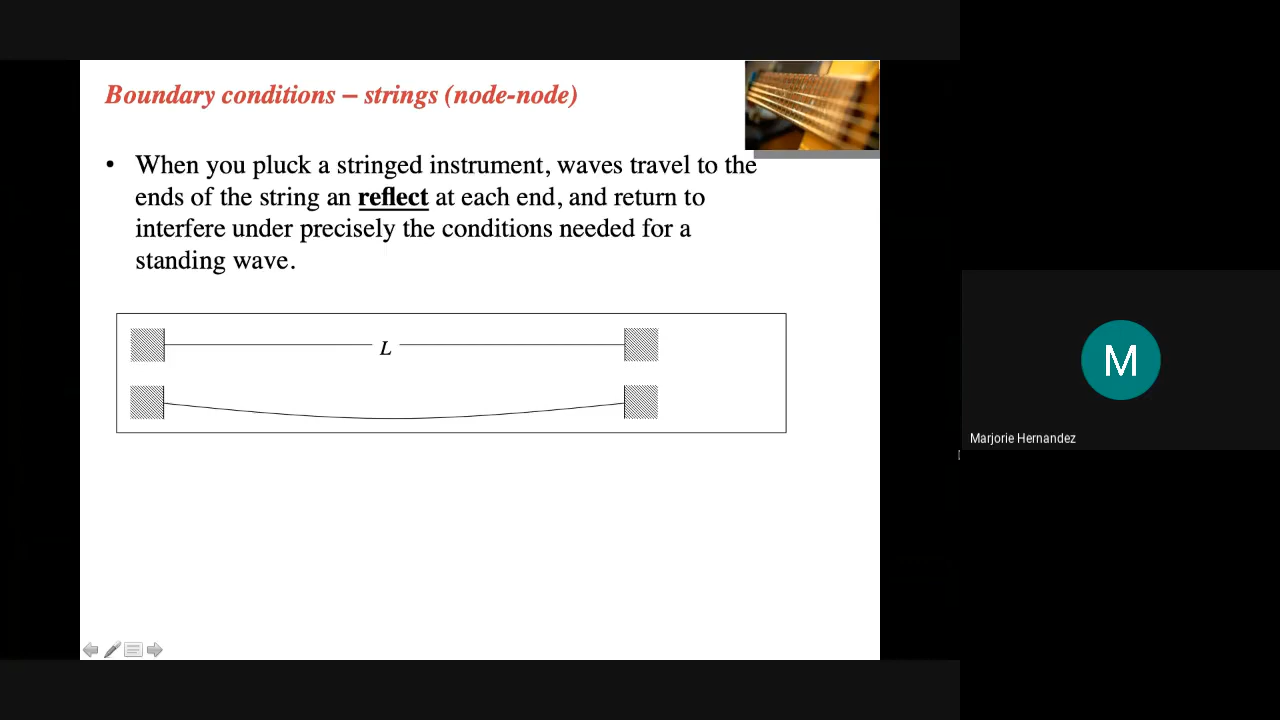 Boundary conditions – strings (node-node)
• When you pluck a stringed instrument, waves travel to the
ends of the string an reflect at each end, and return to
interfere under precisely the conditions needed for a
standing wave.
L
M
Marjorie Hernandez